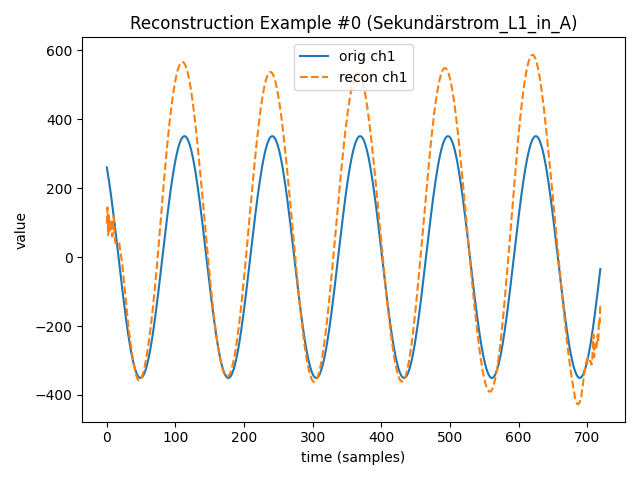 Reconstruction Example #0 (Sekundärstrom_L1_in_A)
orig ch1
recon ch1
600
400
200
0
−200
−400
value
0 100 200 300 400 500 600 700
time (samples)